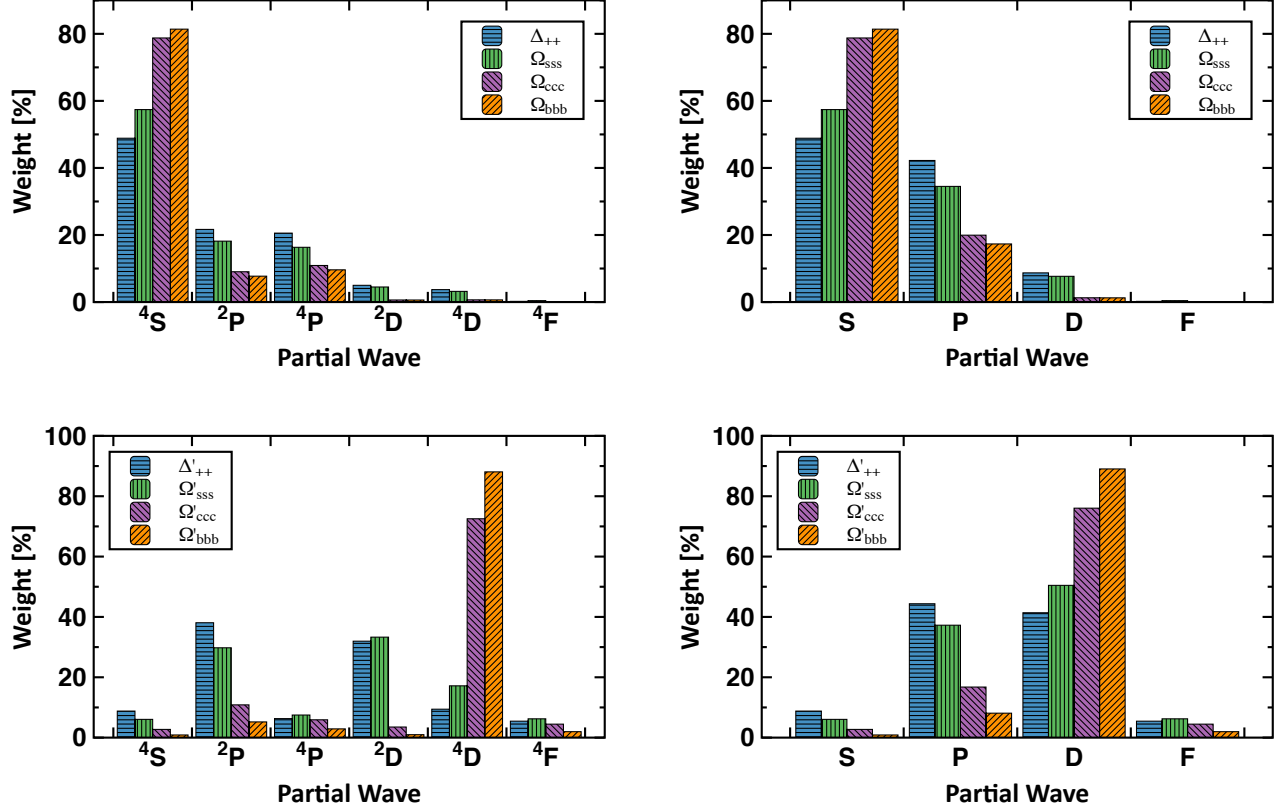 Weight [%]
80
60
40
20
0
Δ++
Ωsss
Ωccc
Ωbbb
⁴S ²P ⁴P ²D ⁴D ⁴F
Partial Wave
Weight [%]
80
60
40
20
0
Δ++
Ωsss
Ωccc
Ωbbb
S P D F
Partial Wave
Weight [%]
100
80
60
40
20
0
Δ'++
Ω'sss
Ω'ccc
Ω'bbb
⁴S ²P ⁴P ²D ⁴D ⁴F
Partial Wave
Weight [%]
100
80
60
40
20
0
Δ'++
Ω'sss
Ω'ccc
Ω'bbb
S P D F
Partial Wave